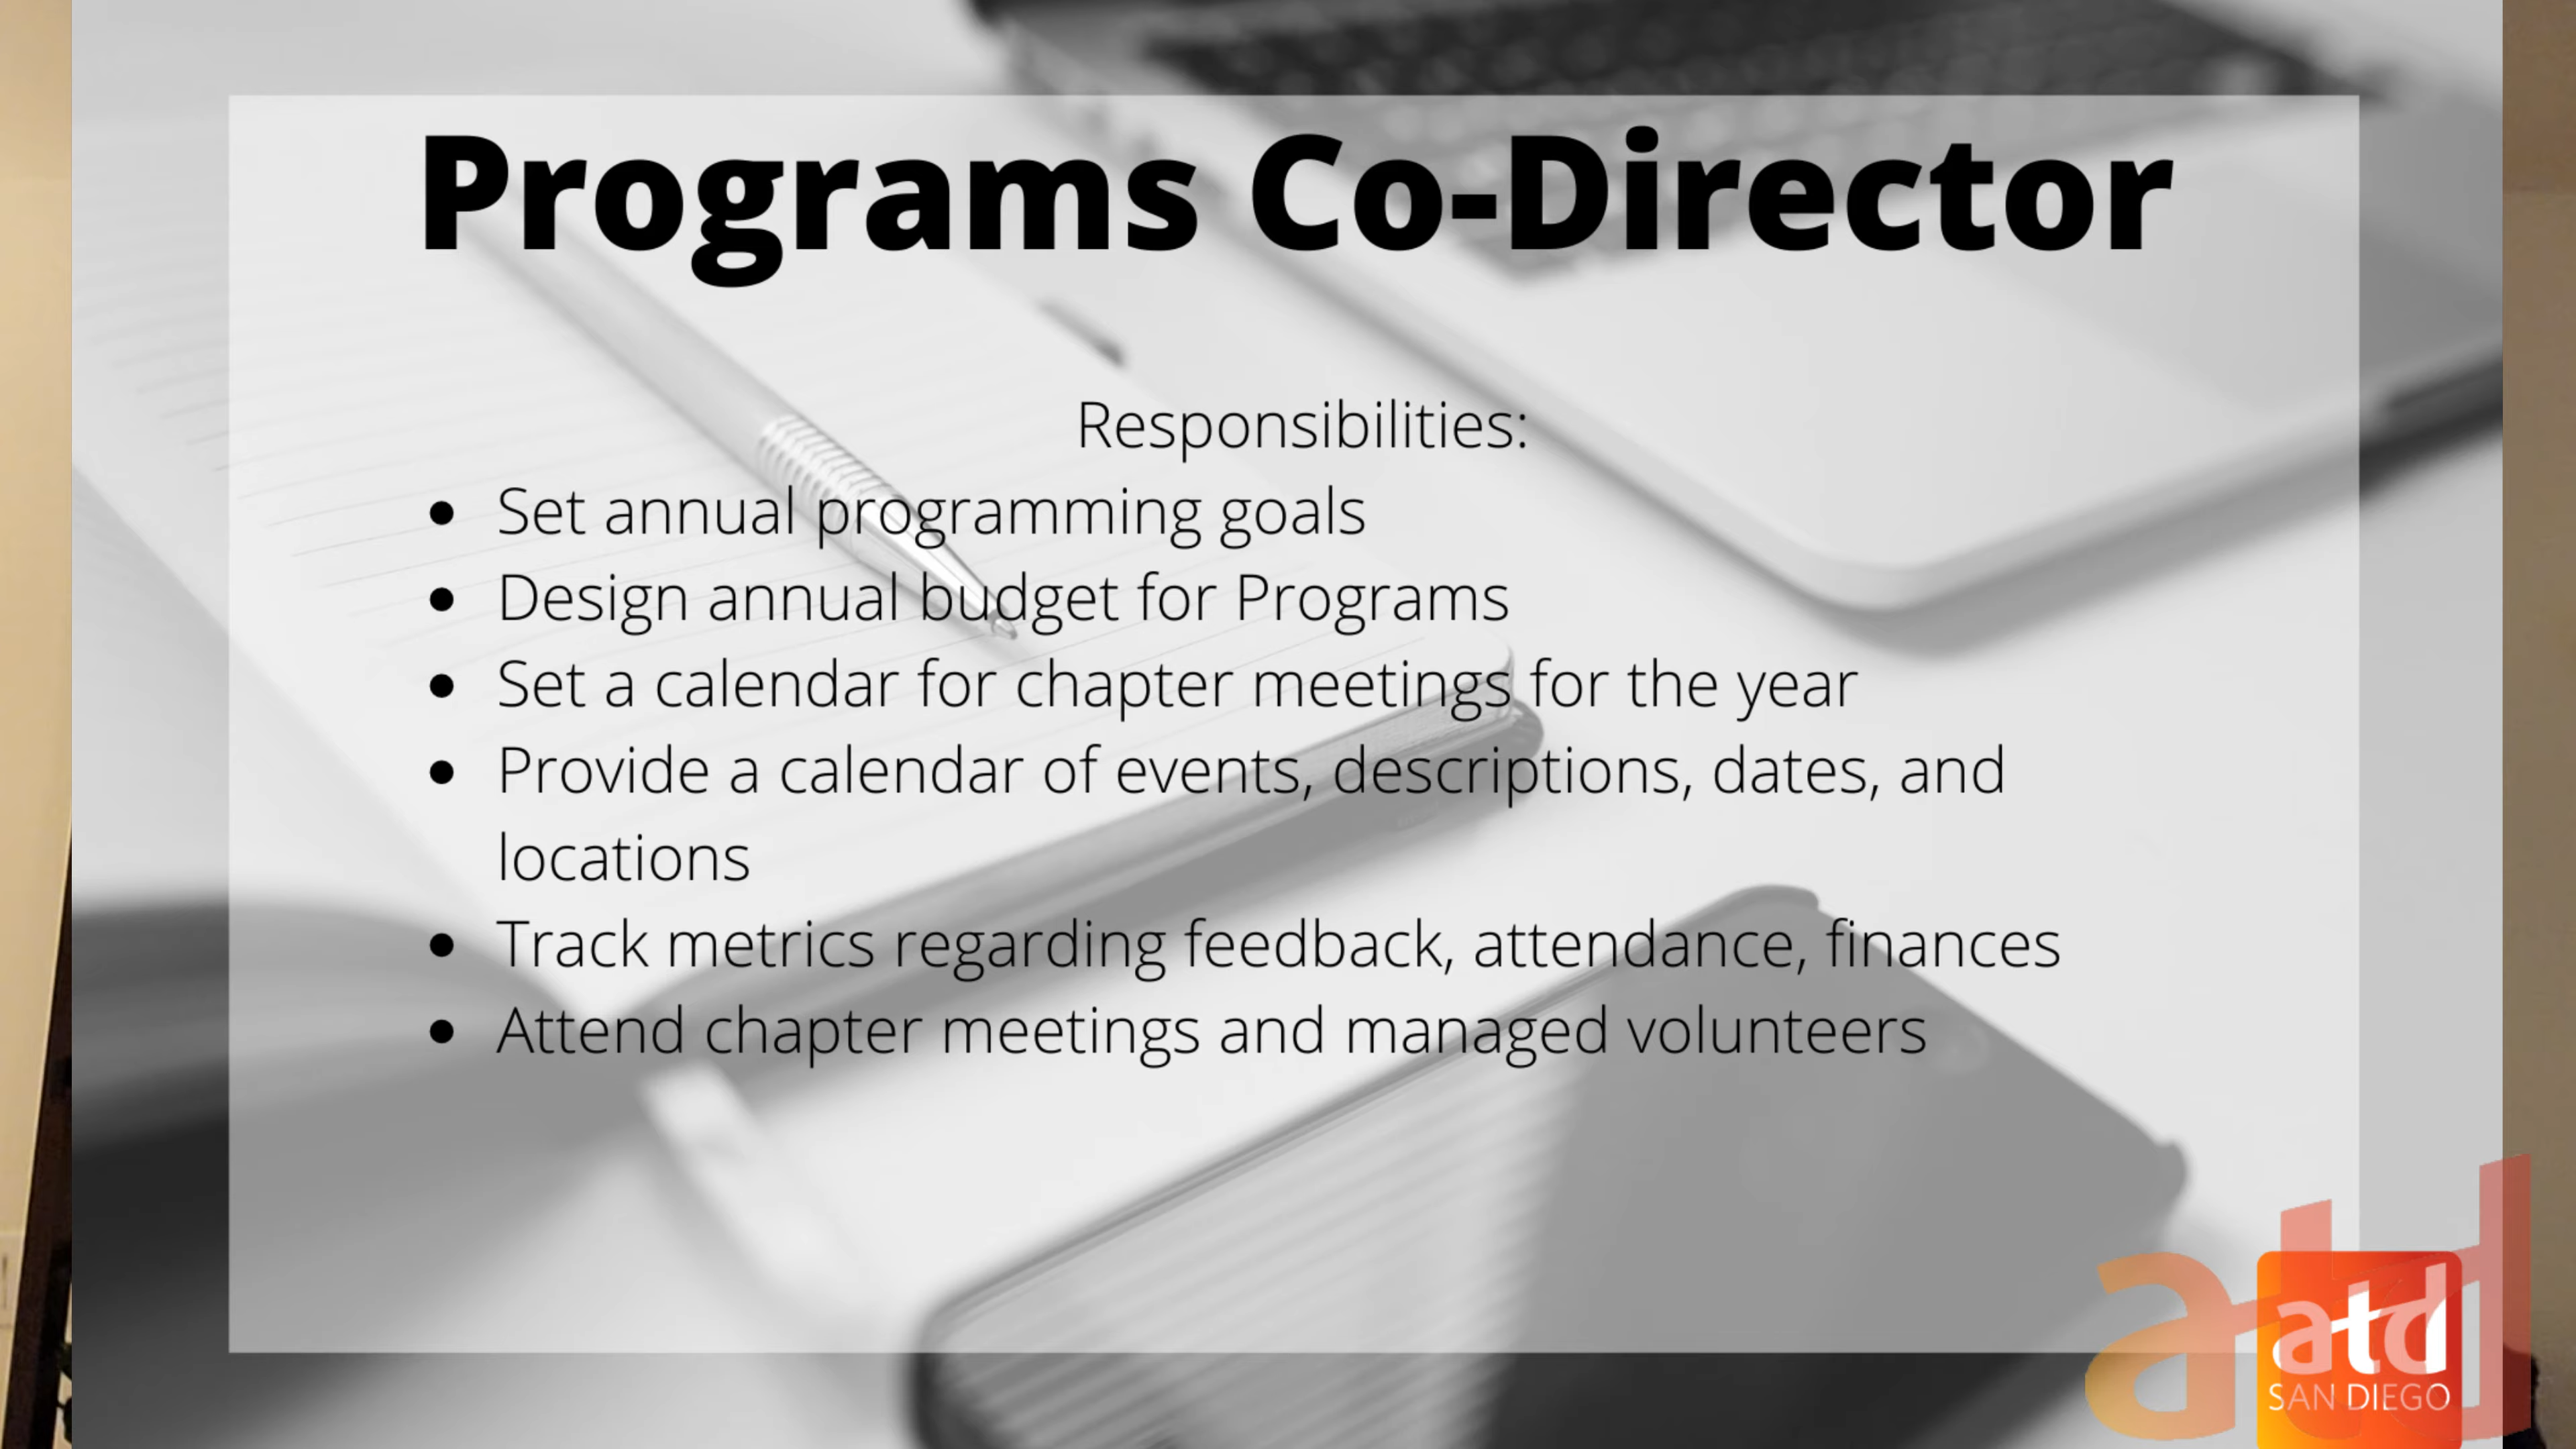 Programs Co-Director
Responsibilities:
• Set annual programming goals
• Design annual budget for Programs
• Set a calendar for chapter meetings for the year
• Provide a calendar of events, descriptions, dates, and
locations
• Track metrics regarding feedback, attendance, finances
• Attend chapter meetings and managed volunteers
atd
atd
SAN DIEGO